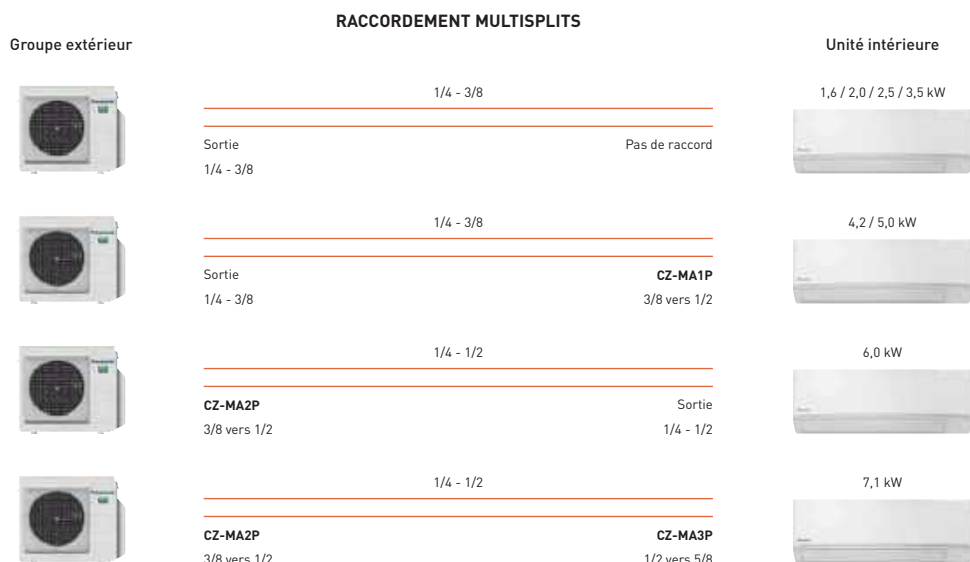 RACCORDEMENT MULTISPLITS
Groupe extérieur
Unité intérieure
1/4 - 3/8
1,6 / 2,0 / 2,5 / 3,5 kW
Sortie
Pas de raccord
1/4 - 3/8
1/4 - 3/8
4,2 / 5,0 kW
Sortie
CZ-MA1P
1/4 - 3/8
3/8 vers 1/2
1/4 - 1/2
6,0 kW
CZ-MA2P
Sortie
3/8 vers 1/2
1/4 - 1/2
1/4 - 1/2
7,1 kW
CZ-MA2P
CZ-MA3P
3/8 vers 1/2
1/2 vers 5/8